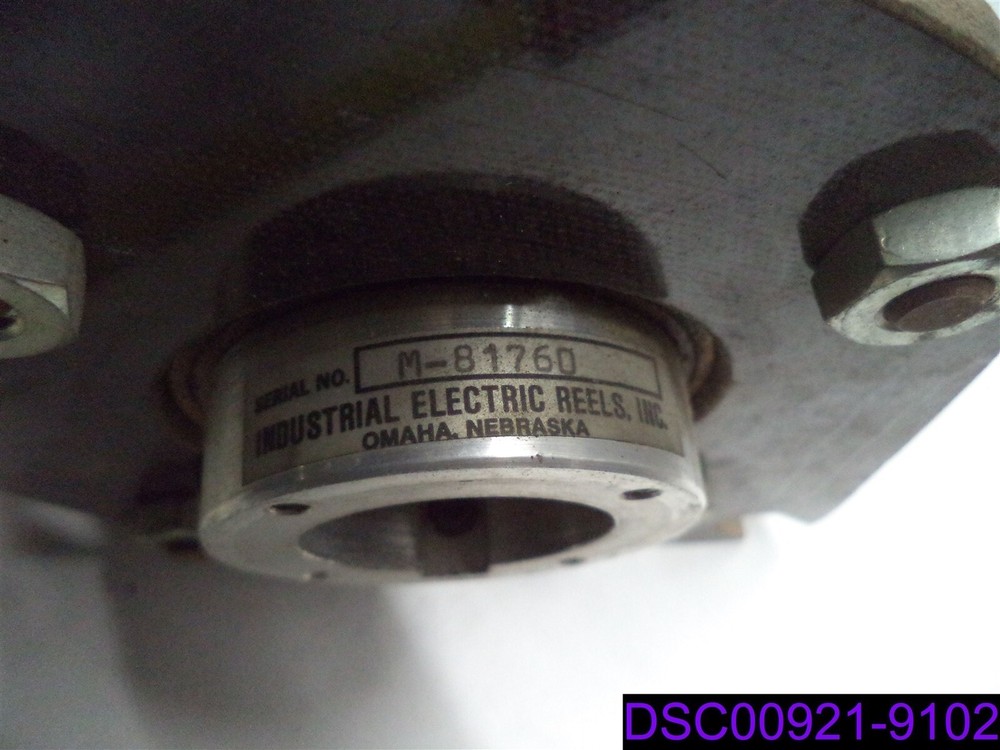 SERIAL NO. M-81760
INDUSTRIAL ELECTRIC REELS, INC.
OMAHA, NEBRASKA
DSC00921-9102